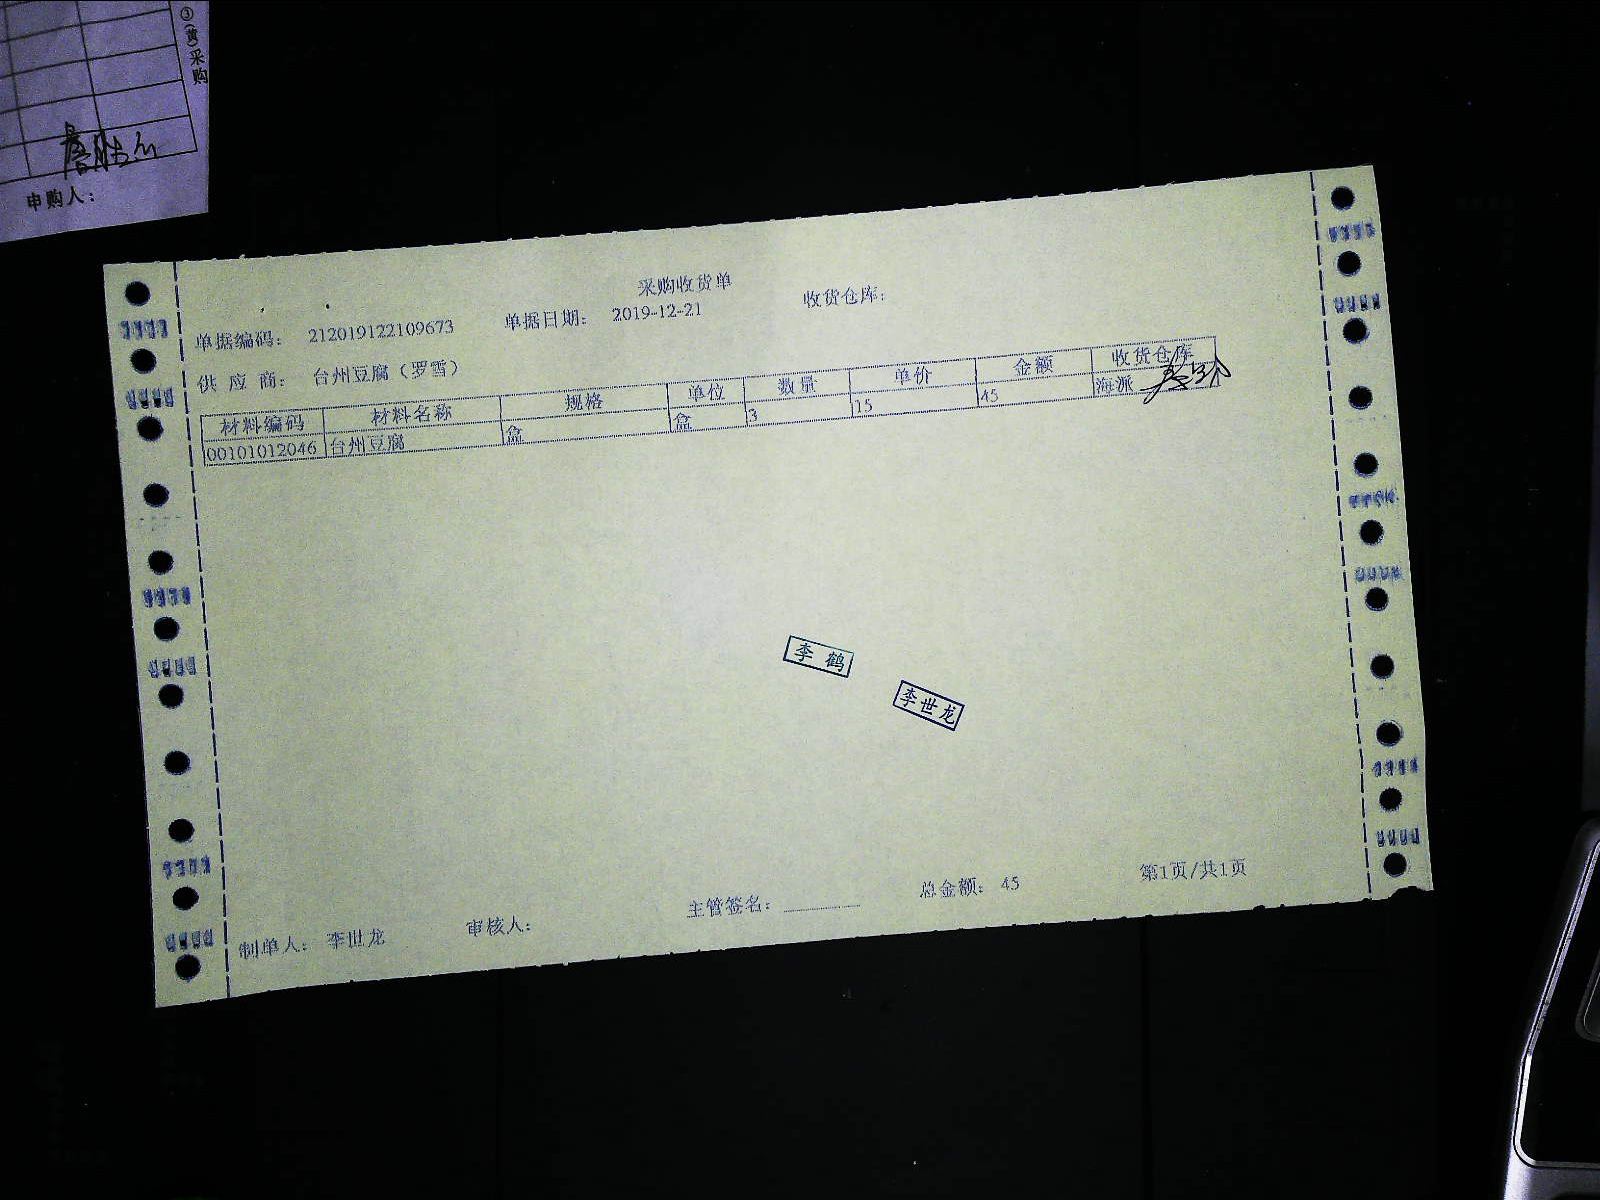 ③(黄)采购
申购人：
采购收货单
单据编码： 212019122109673 单据日期： 2019-12-21 收货仓库：
供 应 商： 台州豆腐（罗雪）
材料编码 材料名称 规格 单位 数量 单价 金额 收货仓库
00101012046 台州豆腐 盒 盒 3 15 45 海派
李 鹤
李世龙
制单人： 李世龙 审核人： 主管签名： 总金额： 45 第1页/共1页